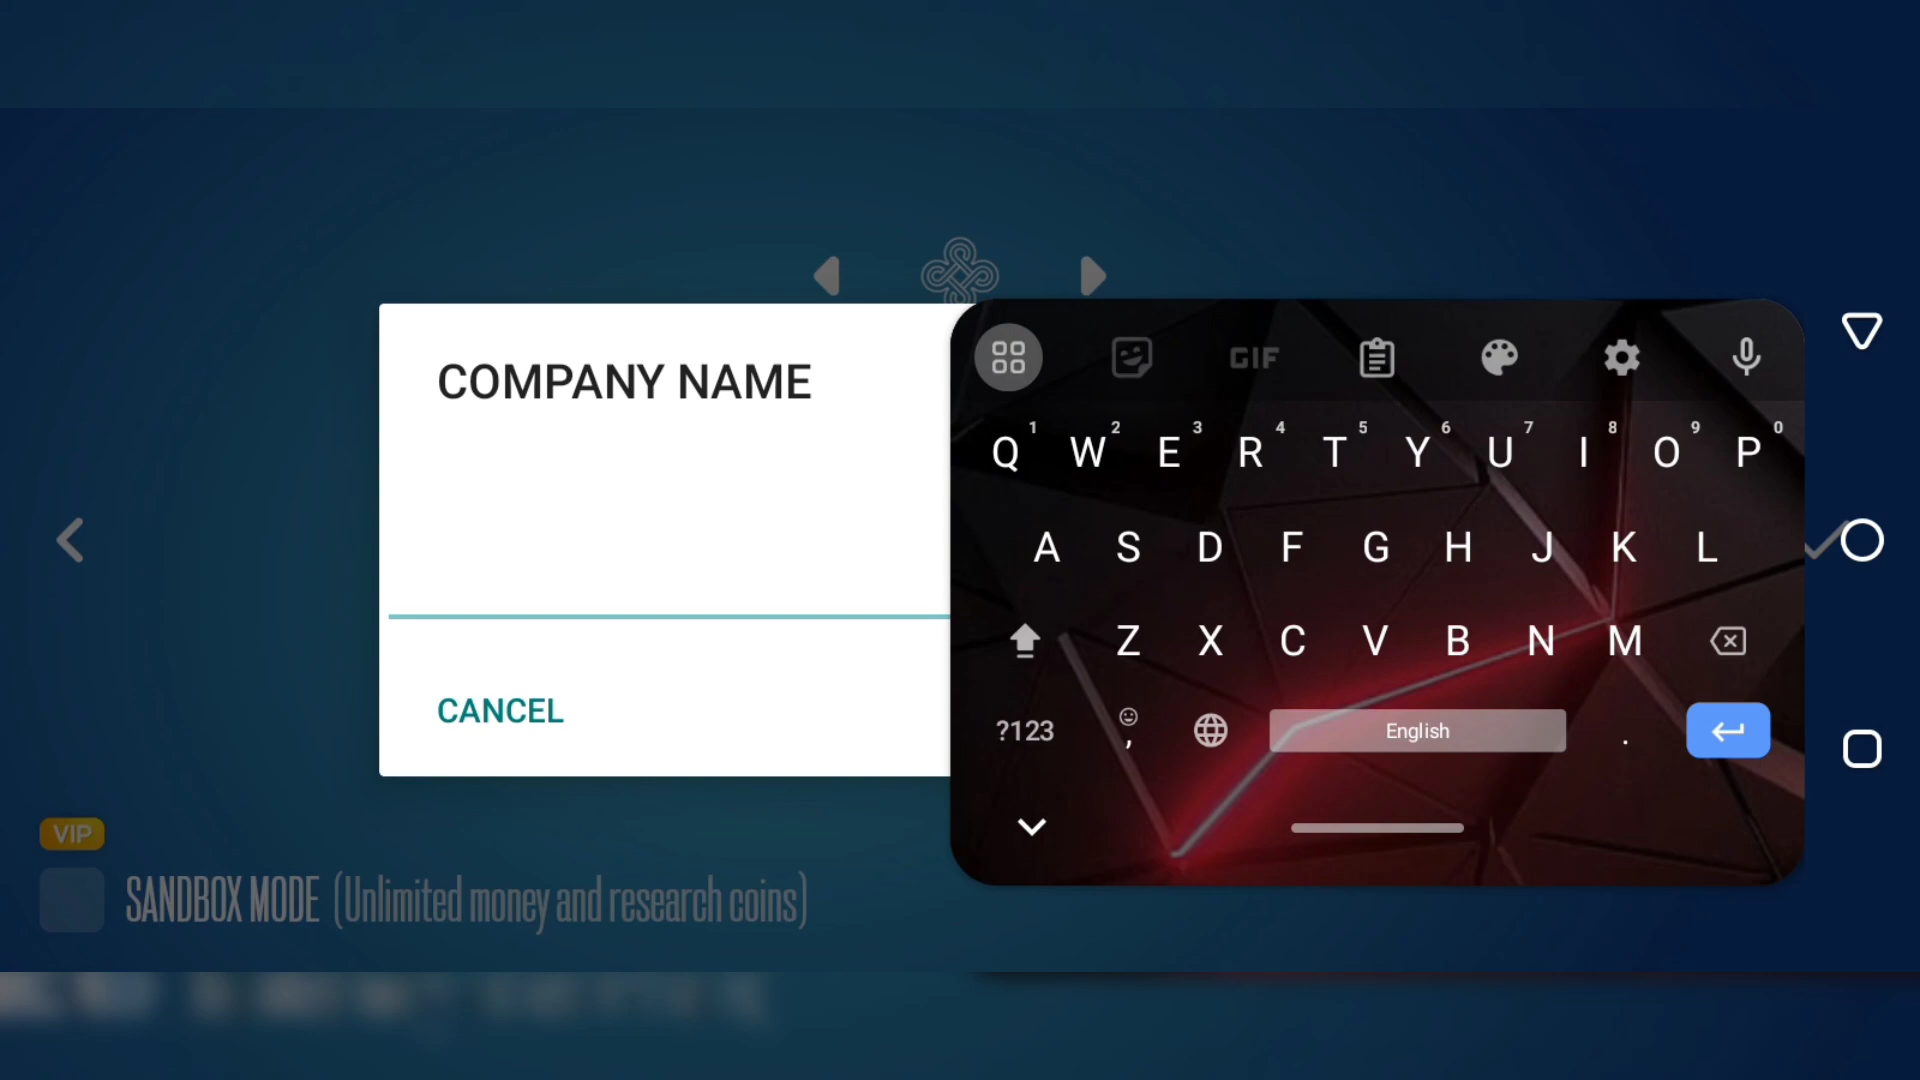 COMPANY NAME
CANCEL
VIP
SANDBOX MODE (Unlimited money and research coins)
GIF
Q 1 W 2 E 3 R 4 T 5 Y 6 U 7 I 8 O 9 P 0
A S D F G H J K L
Z X C V B N M
?123 , English .